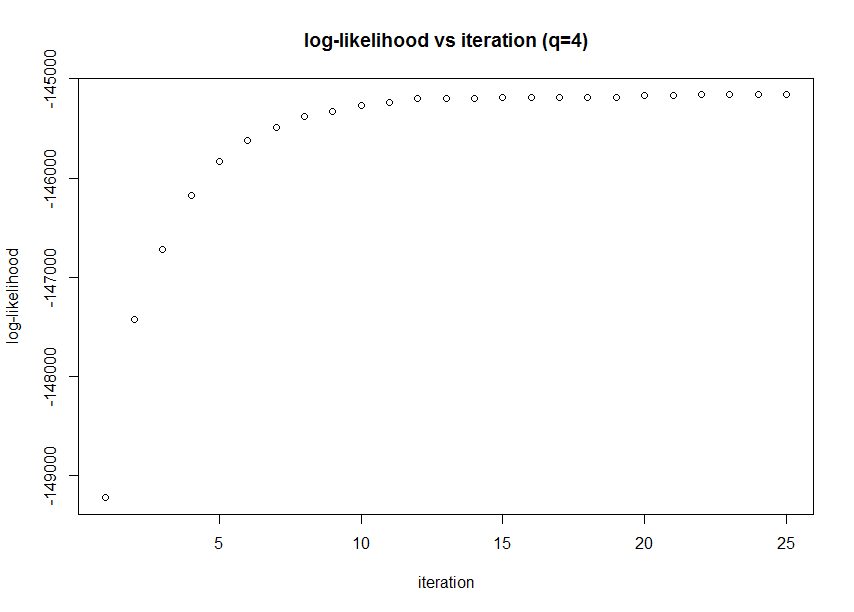 log-likelihood vs iteration (q=4)
log-likelihood
-145000
-146000
-147000
-148000
-149000
5 10 15 20 25
iteration